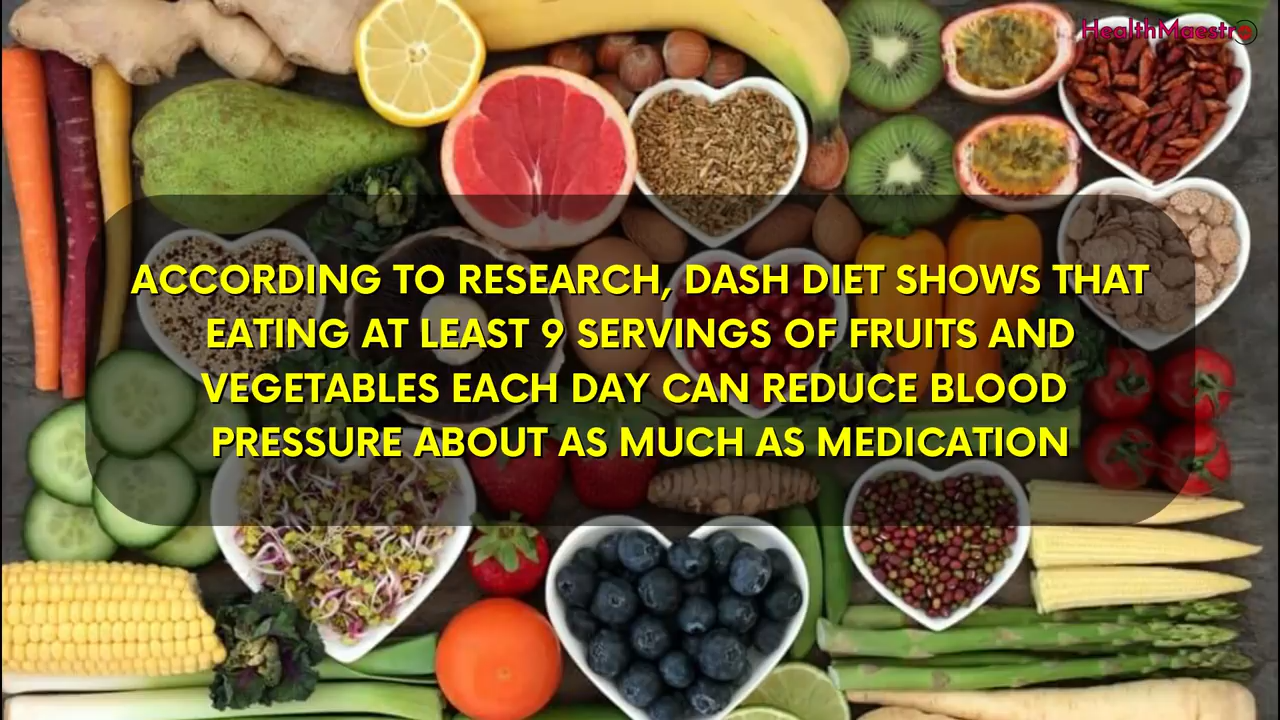 HealthMaestro
ACCORDING TO RESEARCH, DASH DIET SHOWS THAT
EATING AT LEAST 9 SERVINGS OF FRUITS AND
VEGETABLES EACH DAY CAN REDUCE BLOOD
PRESSURE ABOUT AS MUCH AS MEDICATION